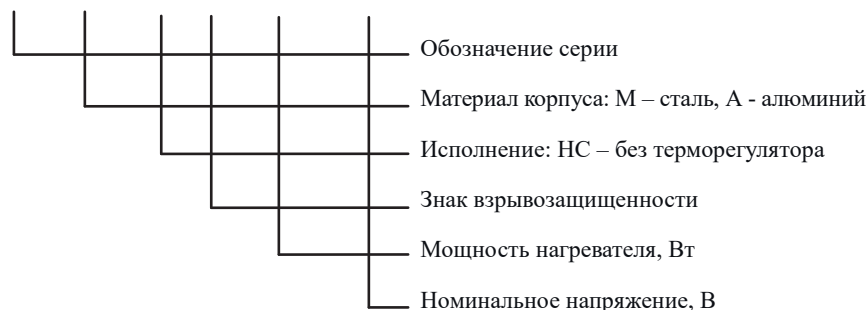 Обозначение серии
Материал корпуса: М – сталь, А - алюминий
Исполнение: НС – без терморегулятора
Знак взрывозащищенности
Мощность нагревателя, Вт
Номинальное напряжение, В